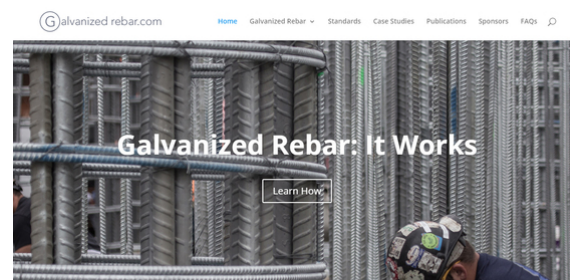 Galvanized rebar.com
Home Galvanized Rebar Standards Case Studies Publications Sponsors FAQs
Galvanized Rebar: It Works
Learn How